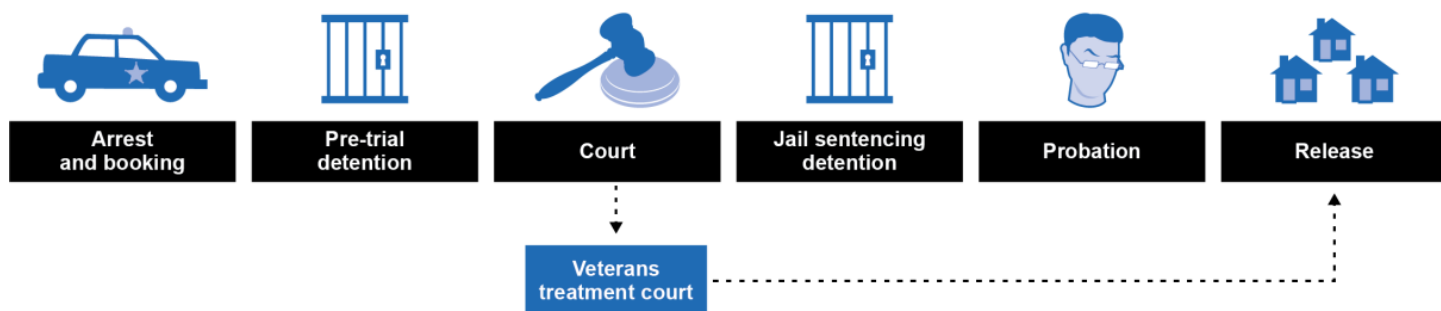 Arrest
and booking
Pre-trial
detention
Court
Jail sentencing
detention
Probation
Release
Veterans
treatment court